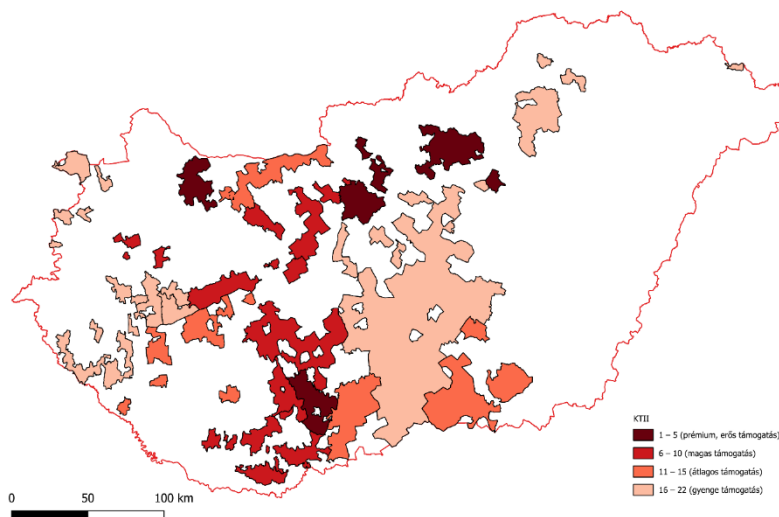 KTII
1 – 5 (prémium, erős támogatás)
6 – 10 (magas támogatás)
11 – 15 (átlagos támogatás)
16 – 22 (gyenge támogatás)
0 50 100 km